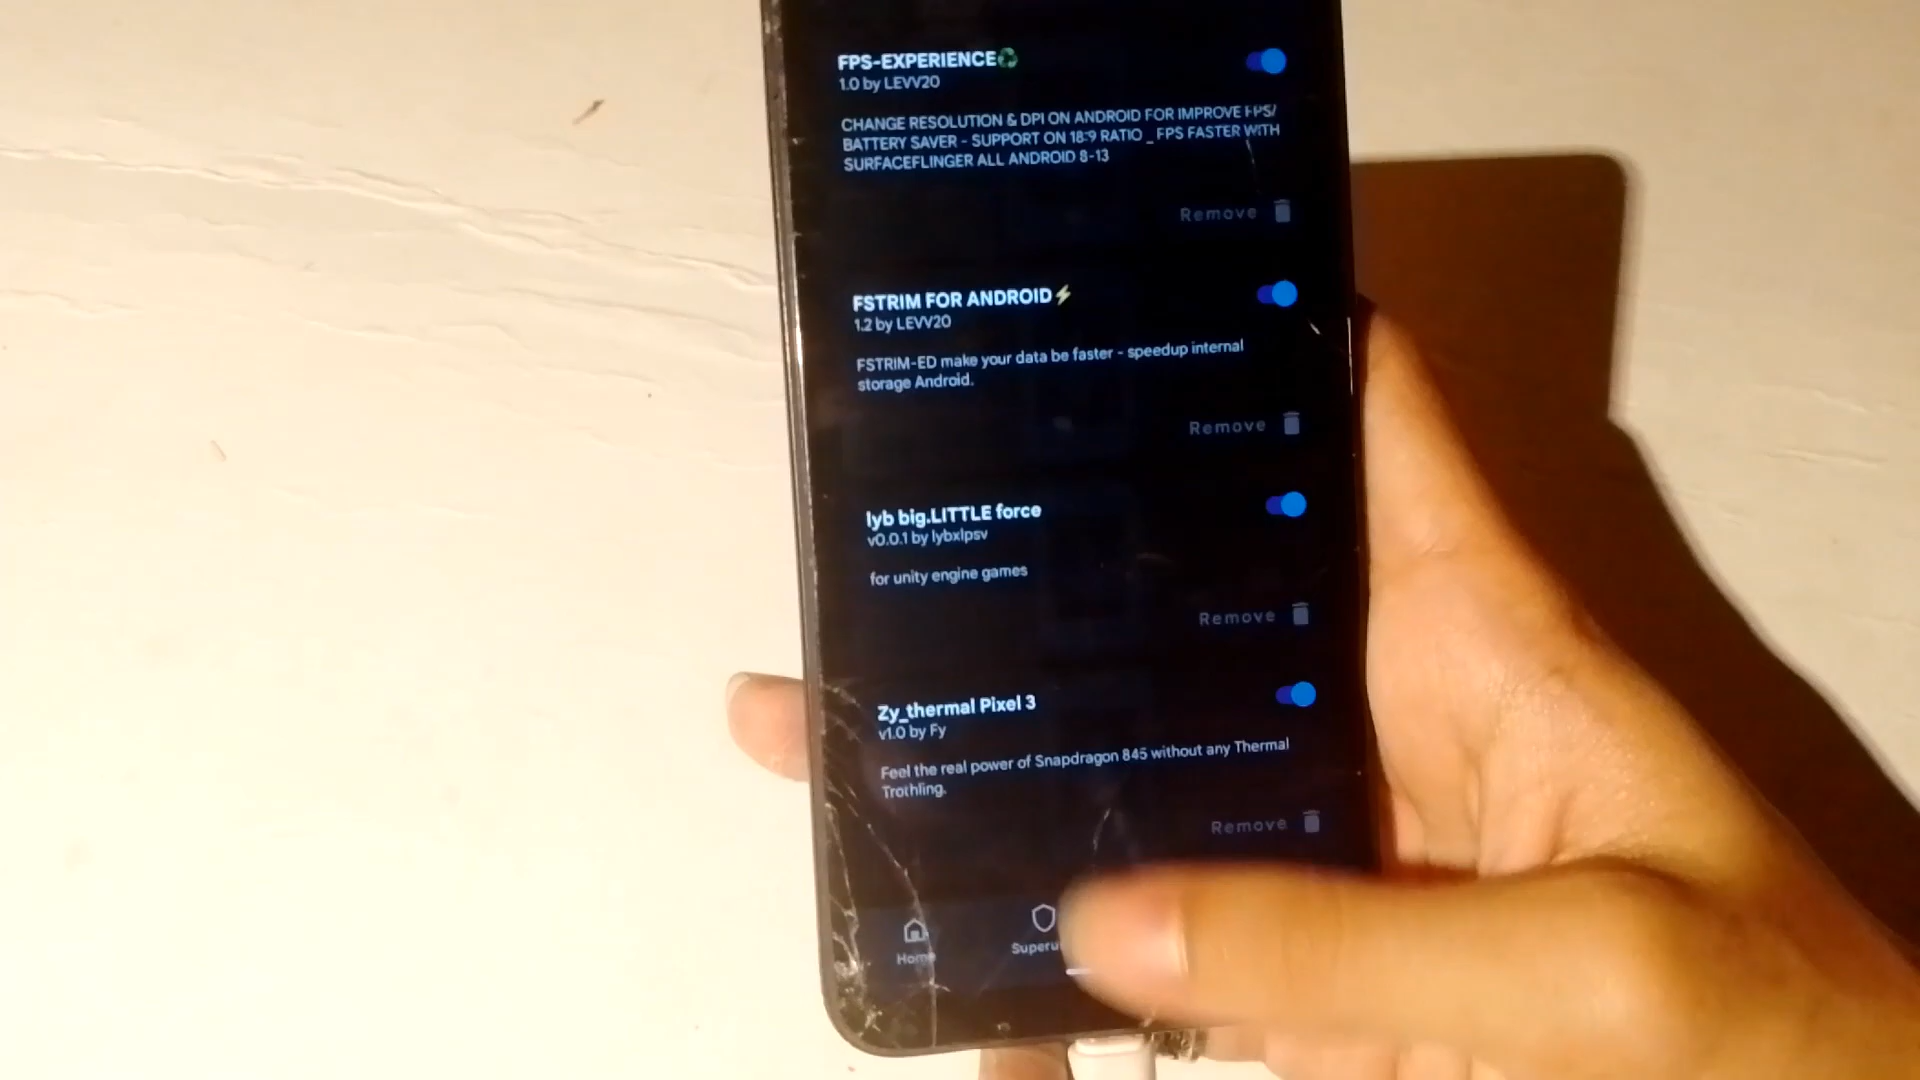 FPS-EXPERIENCE♻
1.0 by LEVV20
CHANGE RESOLUTION & DPI ON ANDROID FOR IMPROVE FPS/
BATTERY SAVER - SUPPORT ON 18:9 RATIO _ FPS FASTER WITH
SURFACEFLINGER ALL ANDROID 8-13
Remove
FSTRIM FOR ANDROID⚡
1.2 by LEVV20
FSTRIM-ED make your data be faster - speedup internal
storage Android.
Remove
lyb big.LITTLE force
v0.0.1 by lybxlpsv
for unity engine games
Remove
Zy_thermal Pixel 3
v1.0 by Fy
Feel the real power of Snapdragon 845 without any Thermal
Trothling.
Remove
Home